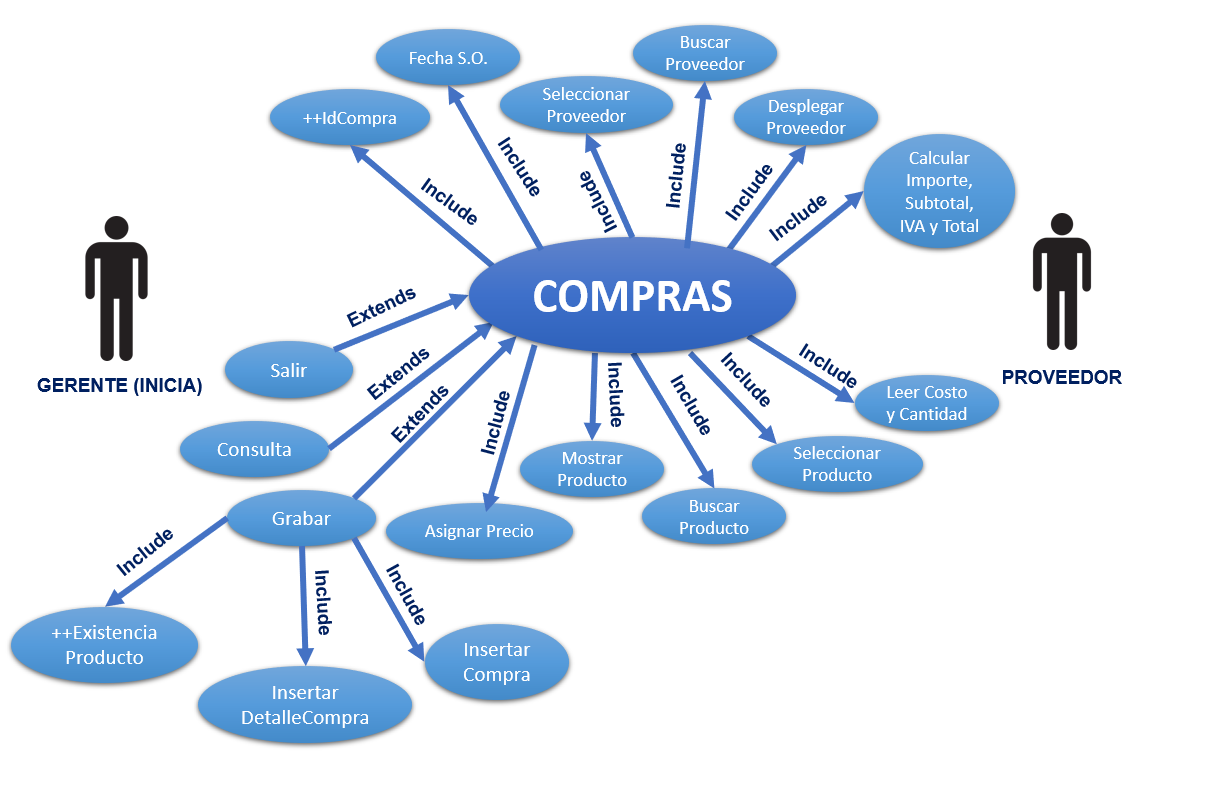 Fecha S.O.
Buscar
Proveedor
++IdCompra
Seleccionar
Proveedor
Desplegar
Proveedor
Calcular
Importe,
Subtotal,
IVA y Total
Include
Include
Include
Include
Include
Include
COMPRAS
GERENTE (INICIA)
PROVEEDOR
Extends
Extends
Extends
Salir
Consulta
Grabar
Include
Include
Include
Include
Include
Asignar Precio
Mostrar
Producto
Buscar
Producto
Seleccionar
Producto
Leer Costo
y Cantidad
Include
Include
Include
++Existencia
Producto
Insertar
DetalleCompra
Insertar
Compra